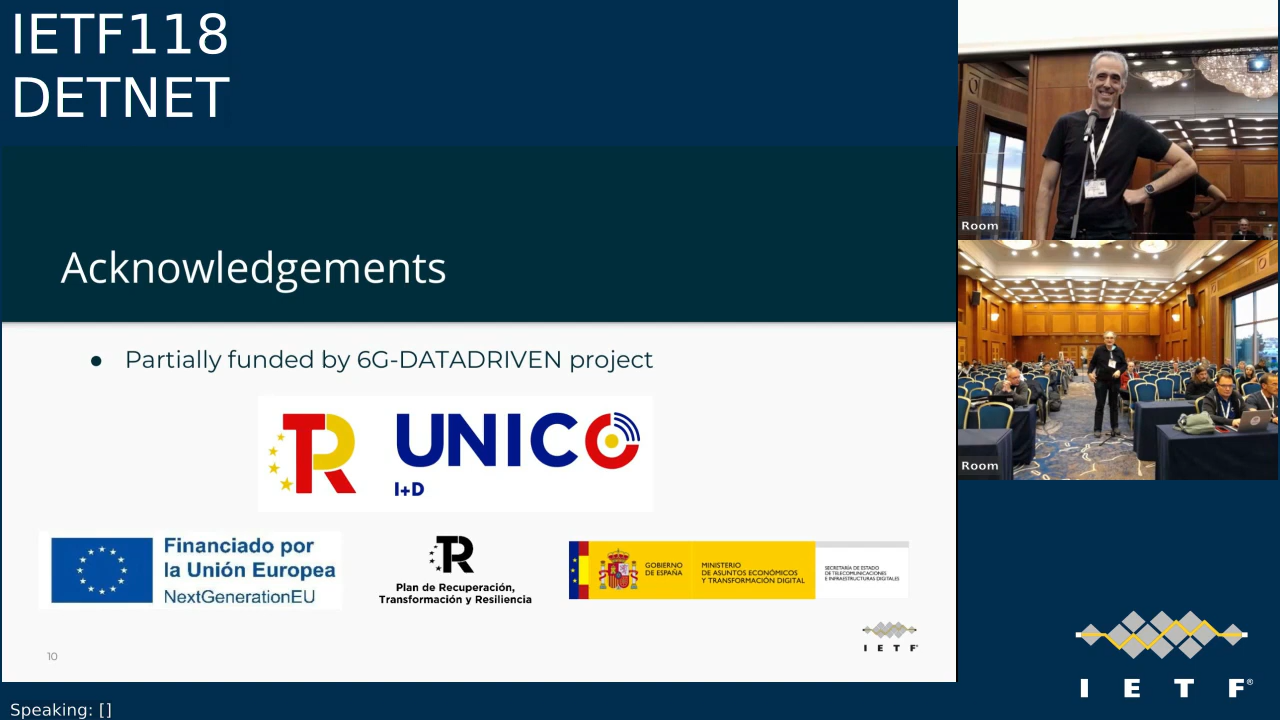 IETF118
DETNET
Room
Acknowledgements
● Partially funded by 6G-DATADRIVEN project
TR
UNICO
I+D
Financiado por
la Unión Europea
NextGenerationEU
TR
Plan de Recuperación,
Transformación y Resiliencia
GOBIERNO
DE ESPAÑA
MINISTERIO
DE ASUNTOS ECONÓMICOS
Y TRANSFORMACIÓN DIGITAL
SECRETARÍA DE ESTADO
DE TELECOMUNICACIONES
E INFRAESTRUCTURAS DIGITALES
I E T F
10
Room
I E T F®
Speaking: []